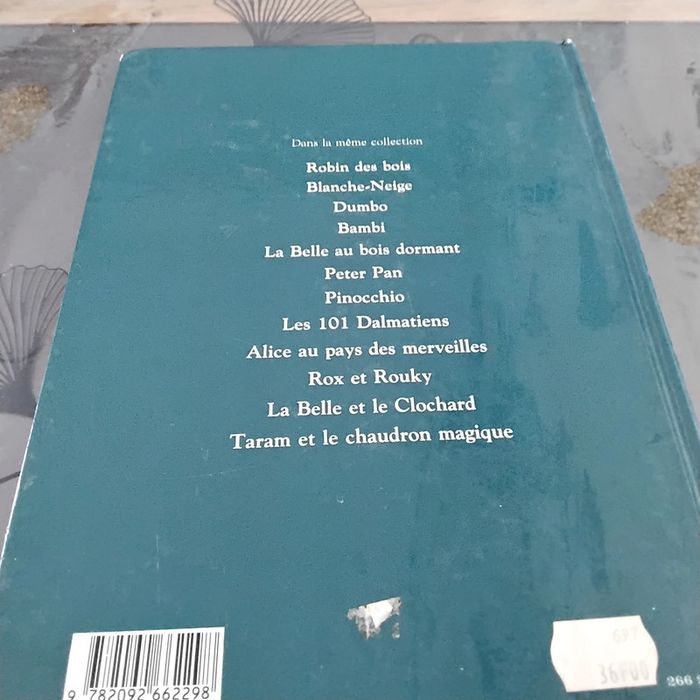 Dans la même collection
Robin des bois
Blanche-Neige
Dumbo
Bambi
La Belle au bois dormant
Peter Pan
Pinocchio
Les 101 Dalmatiens
Alice au pays des merveilles
Rox et Rouky
La Belle et le Clochard
Taram et le chaudron magique
697
36F00
9 782092 662298
266